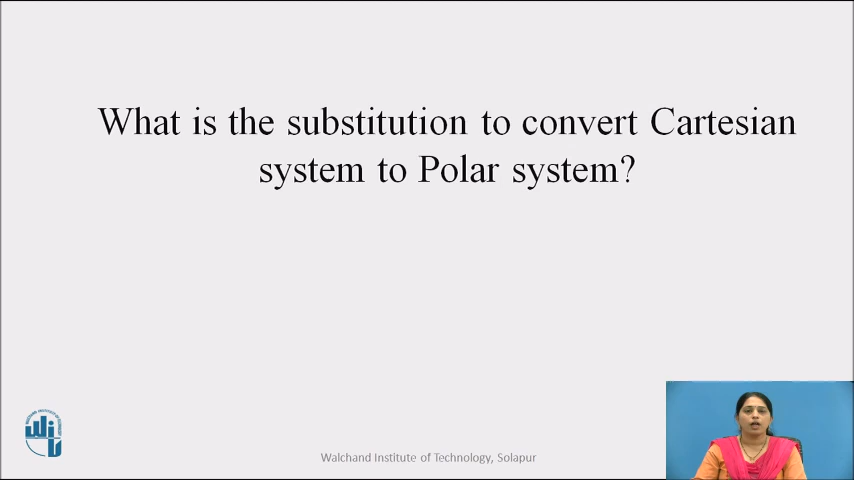 What is the substitution to convert Cartesian
system to Polar system?
Walchand Institute of Technology, Solapur